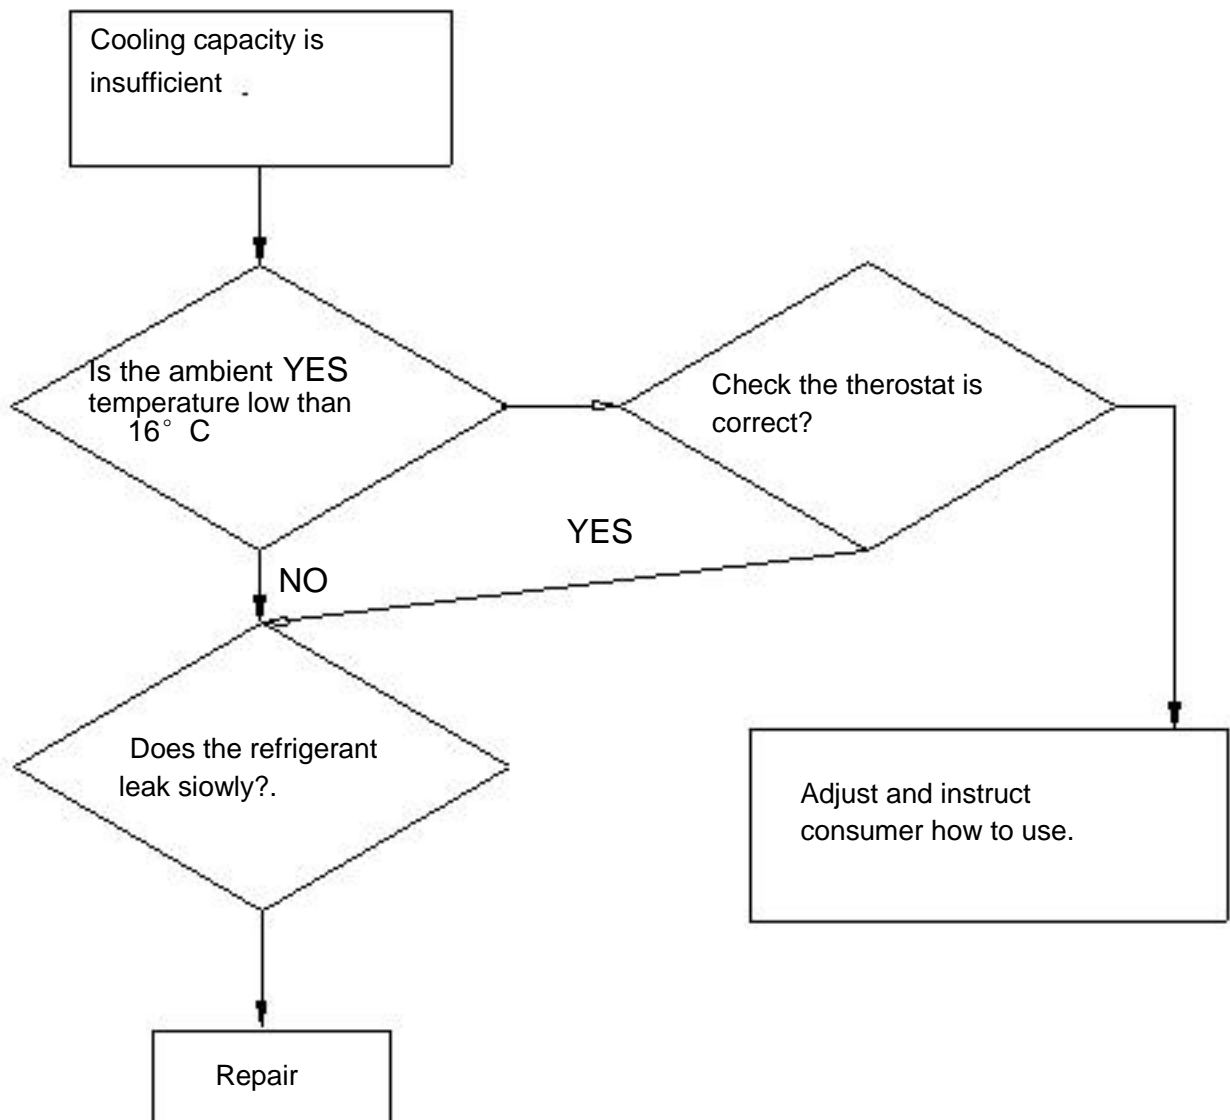 Cooling capacity is
insufficient .
Is the ambient YES
temperature low than
16° C
Check the therostat is
correct?
YES
NO
Does the refrigerant
leak siowly?.
Adjust and instruct
consumer how to use.
Repair